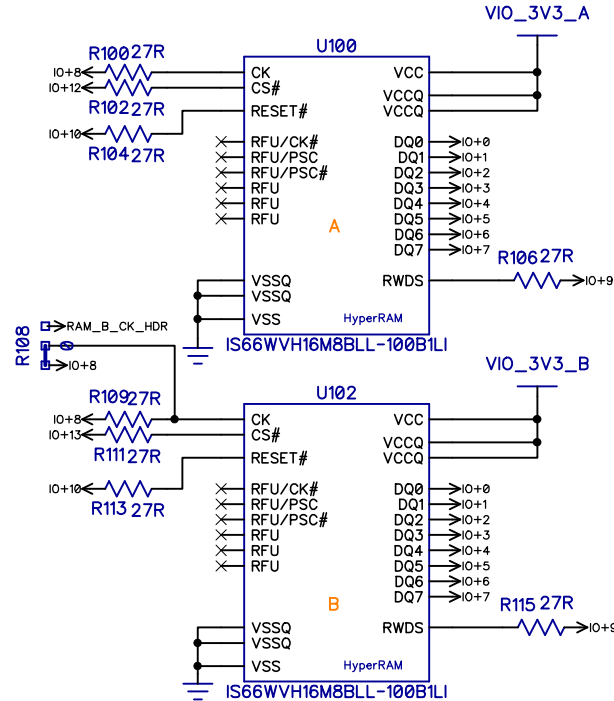 VIO_3V3_A
U100
R100 27R
IO+8
IO+12
R102 27R
IO+10
R104 27R
CK
CS#
RESET#
RFU/CK#
RFU/PSC
RFU/PSC#
RFU
RFU
RFU
VSSQ
VSSQ
VSS
A
HyperRAM
VCC
VCCQ
VCCQ
DQ0 IO+0
DQ1 IO+1
DQ2 IO+2
DQ3 IO+3
DQ4 IO+4
DQ5 IO+5
DQ6 IO+6
DQ7 IO+7
RWDS
R106 27R
IO+9
IS66WVH16M8BLL-100B1LI
R108
RAM_B_CK_HDR
0
IO+8
VIO_3V3_B
U102
R109 27R
IO+8
IO+13
R111 27R
IO+10
R113 27R
CK
CS#
RESET#
RFU/CK#
RFU/PSC
RFU/PSC#
RFU
RFU
RFU
VSSQ
VSSQ
VSS
B
HyperRAM
VCC
VCCQ
VCCQ
DQ0 IO+0
DQ1 IO+1
DQ2 IO+2
DQ3 IO+3
DQ4 IO+4
DQ5 IO+5
DQ6 IO+6
DQ7 IO+7
RWDS
R115 27R
IO+9
IS66WVH16M8BLL-100B1LI